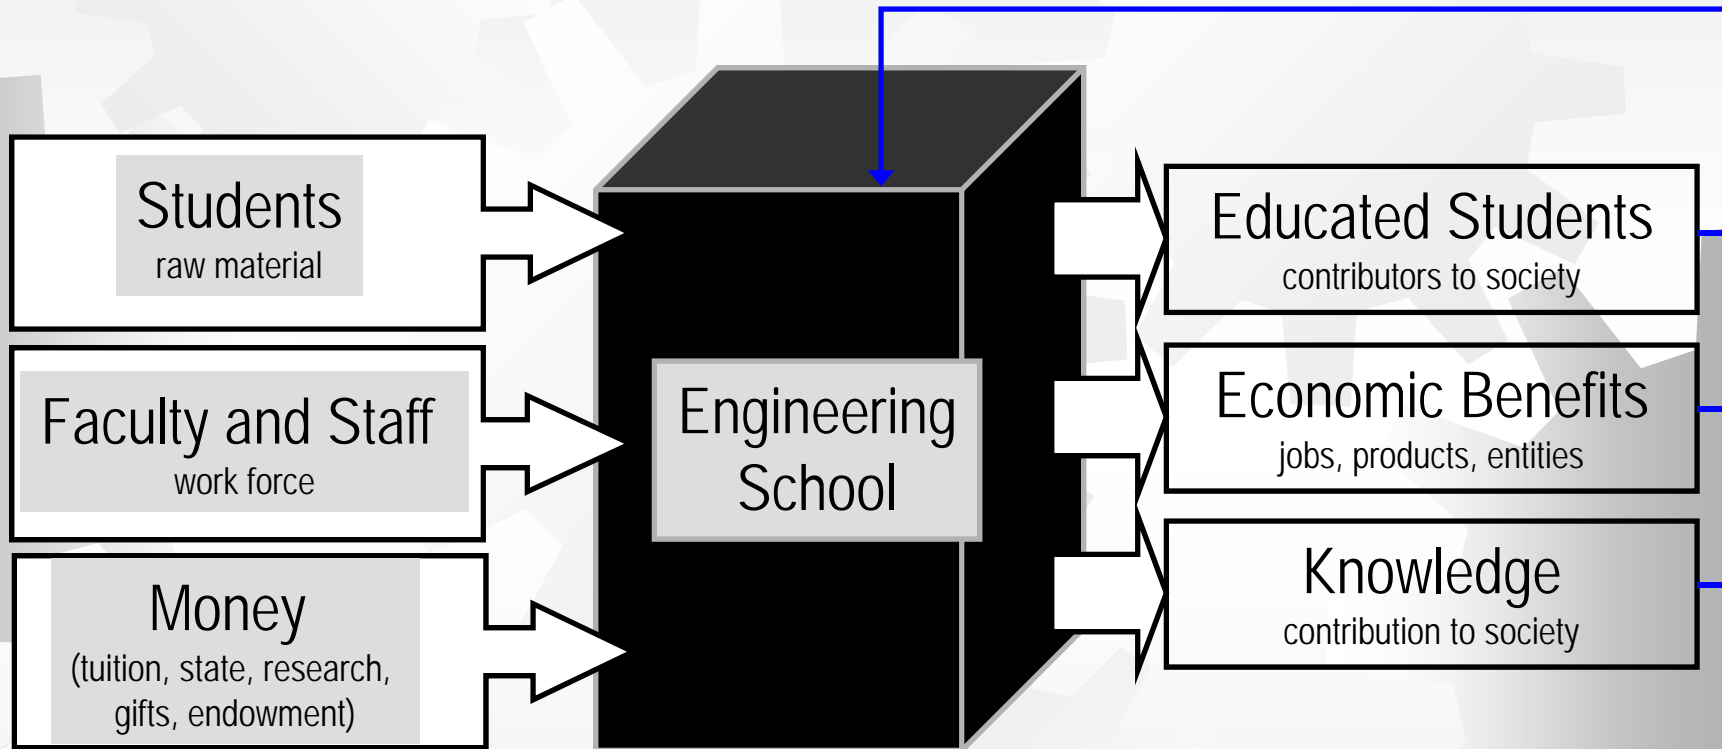 Students
raw material
Faculty and Staff
work force
Money
(tuition, state, research,
gifts, endowment)
Engineering
School
Educated Students
contributors to society
Economic Benefits
jobs, products, entities
Knowledge
contribution to society